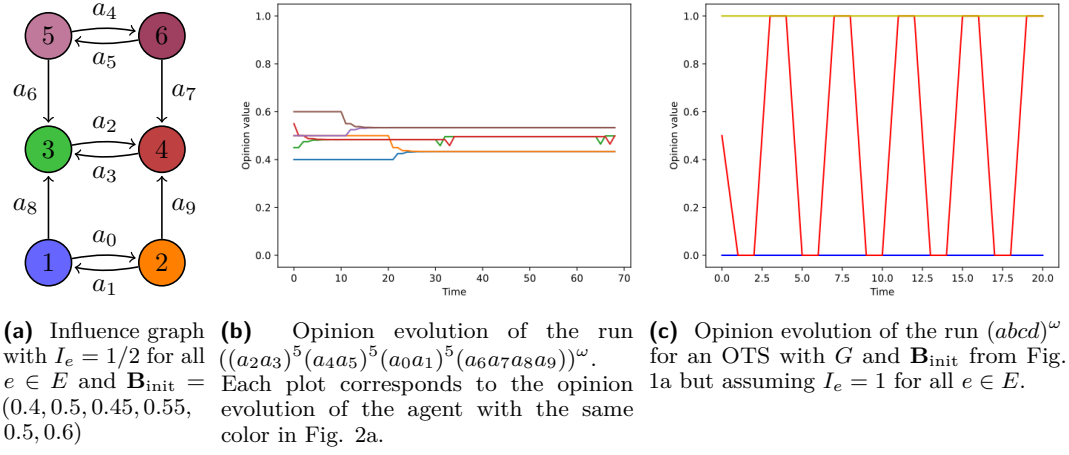 a4
5
6
a5
a6
a7
a2
3
4
a3
a8
a9
a0
1
2
a1
Opinion value
1.0
0.8
0.6
0.4
0.2
0.0
0 10 20 30 40 50 60 70
Time
Opinion value
1.0
0.8
0.6
0.4
0.2
0.0
0.0 2.5 5.0 7.5 10.0 12.5 15.0 17.5 20.0
Time
(a) Influence graph
with I_e = 1/2 for all
e ∈ E and B_init =
(0.4, 0.5, 0.45, 0.55,
0.5, 0.6)
(b) Opinion evolution of the run
((a2a3)^5(a4a5)^5(a0a1)^5(a6a7a8a9))^ω.
Each plot corresponds to the opinion
evolution of the agent with the same
color in Fig. 2a.
(c) Opinion evolution of the run (abcd)^ω
for an OTS with G and B_init from Fig.
1a but assuming I_e = 1 for all e ∈ E.